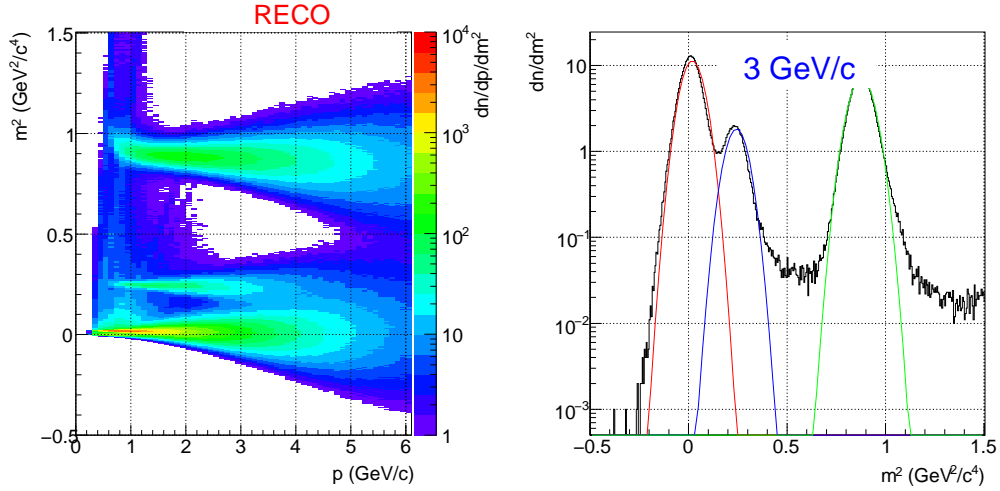 RECO
m² (GeV²/c⁴)
1.5
1
0.5
0
−0.5
0 1 2 3 4 5 6
p (GeV/c)
10⁴
10³
10²
10
1
dn/dp/dm²
dn/dm²
3 GeV/c
10
1
10⁻¹
10⁻²
10⁻³
−0.5 0 0.5 1 1.5
m² (GeV²/c⁴)